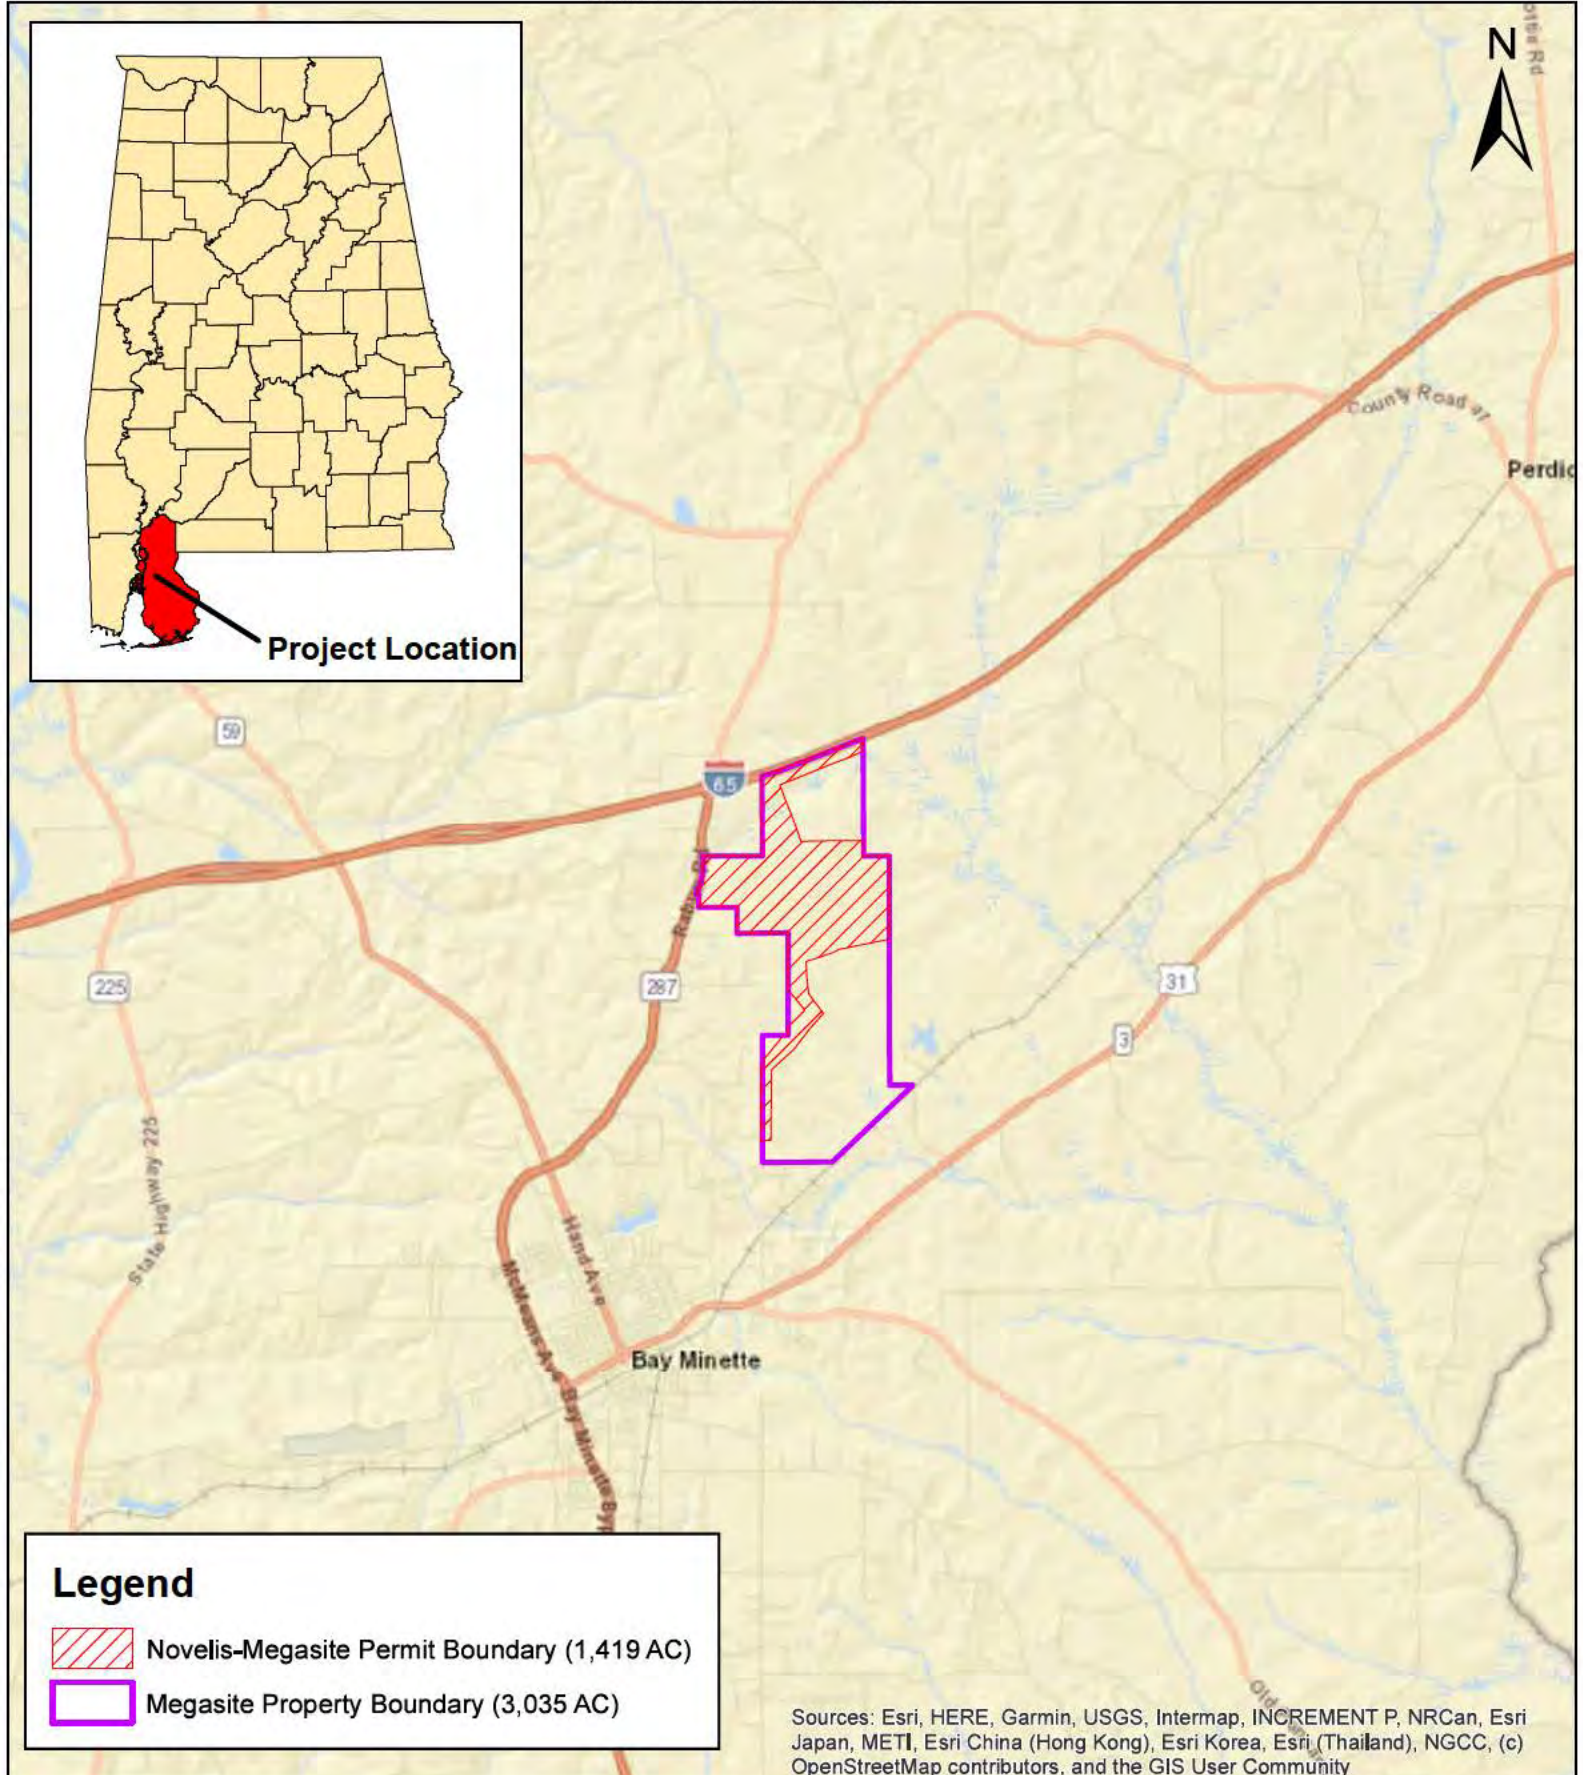 N
Project Location
59
65
County Road 47
Perdid
225
287
31
3
State Highway 225
Hand Ave
McMeans Ave
Bay Minette Byp
Bay Minette
Legend
Novelis-Megasite Permit Boundary (1,419 AC)
Megasite Property Boundary (3,035 AC)
Sources: Esri, HERE, Garmin, USGS, Intermap, INCREMENT P, NRCan, Esri
Japan, METI, Esri China (Hong Kong), Esri Korea, Esri (Thailand), NGCC, (c)
OpenStreetMap contributors, and the GIS User Community